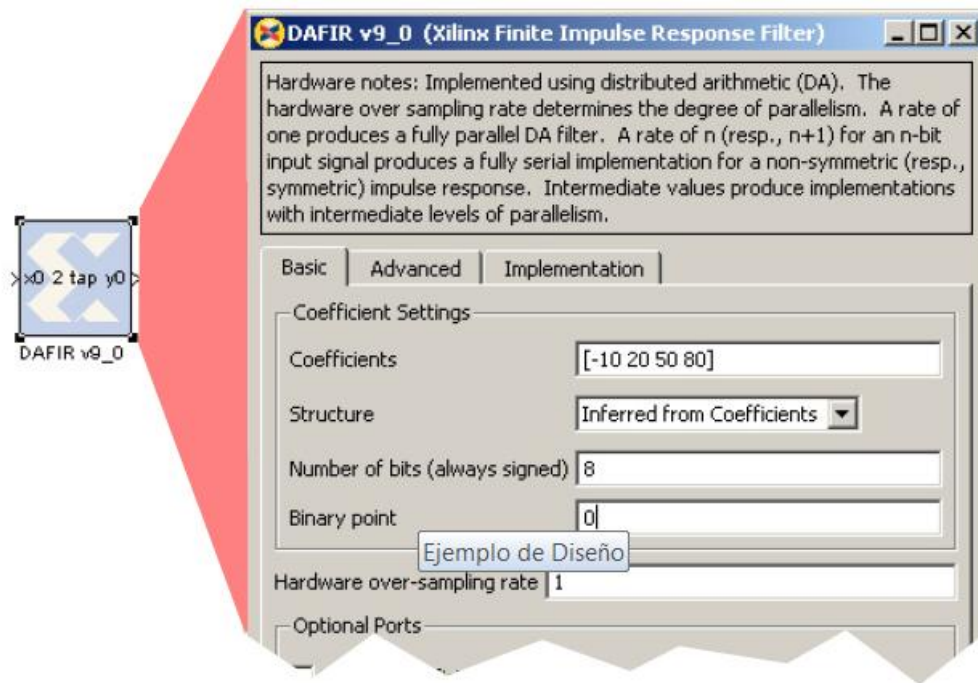 DAFIR v9_0 (Xilinx Finite Impulse Response Filter)
Hardware notes: Implemented using distributed arithmetic (DA). The
hardware over sampling rate determines the degree of parallelism. A rate of
one produces a fully parallel DA filter. A rate of n (resp., n+1) for an n-bit
input signal produces a fully serial implementation for a non-symmetric (resp.,
symmetric) impulse response. Intermediate values produce implementations
with intermediate levels of parallelism.
x0 2 tap y0
DAFIR v9_0
Basic Advanced Implementation
Coefficient Settings
Coefficients [-10 20 50 80]
Structure Inferred from Coefficients
Number of bits (always signed) 8
Binary point 0
Ejemplo de Diseño
Hardware over-sampling rate 1
Optional Ports